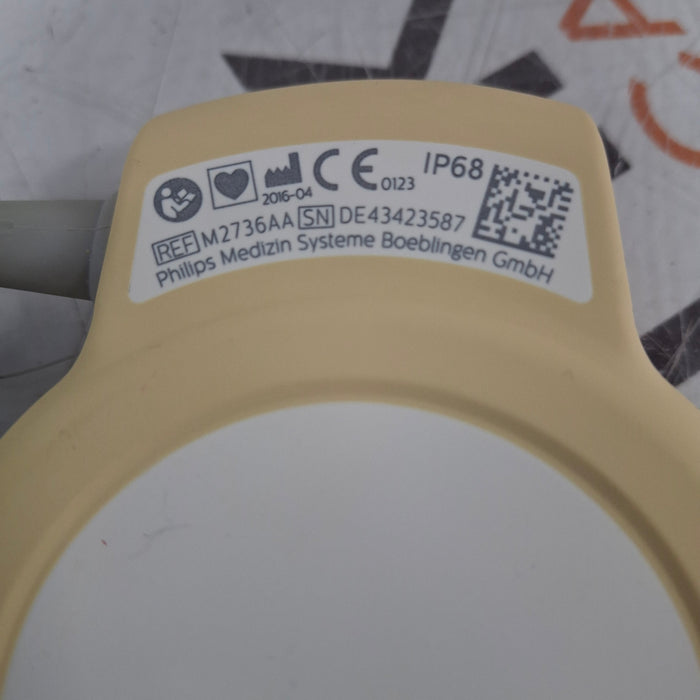 2016-04 CE 0123 IP68
REF M2736AA SN DE43423587
Philips Medizin Systeme Boeblingen GmbH